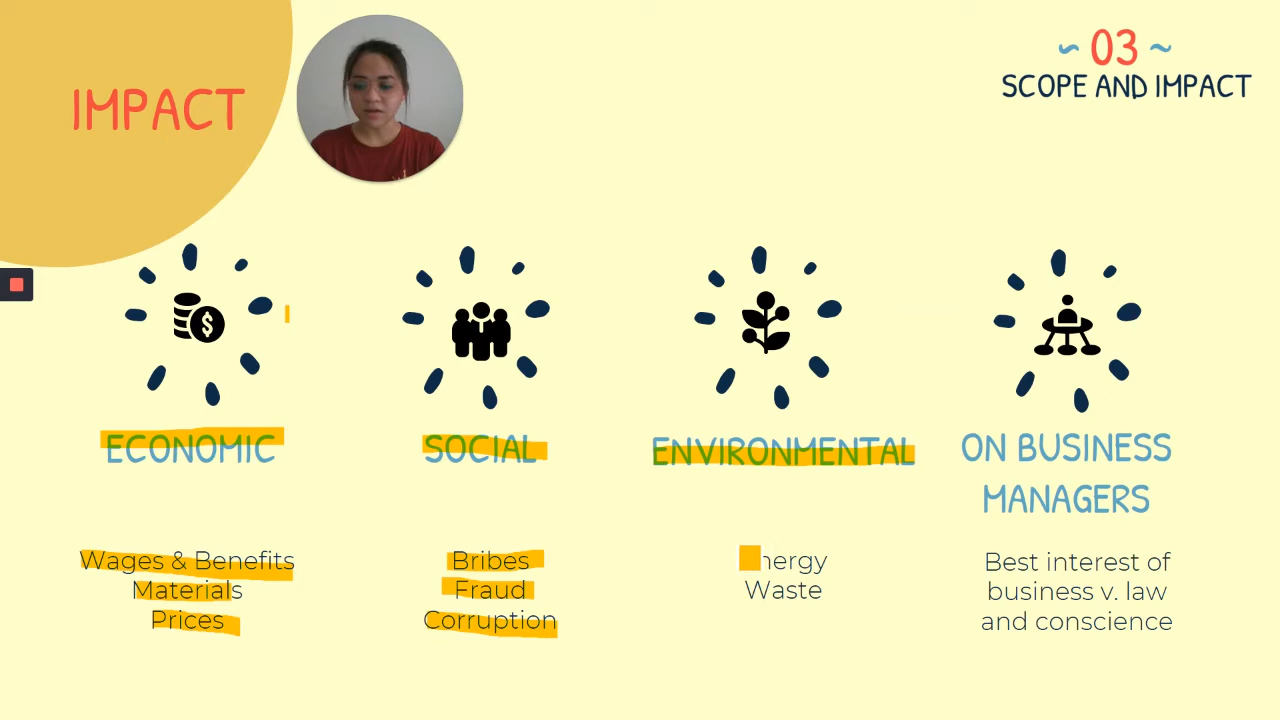 IMPACT
~ 03 ~
SCOPE AND IMPACT
$
ECONOMIC
Wages & Benefits
Materials
Prices
SOCIAL
Bribes
Fraud
Corruption
ENVIRONMENTAL
Energy
Waste
ON BUSINESS
MANAGERS
Best interest of
business v. law
and conscience